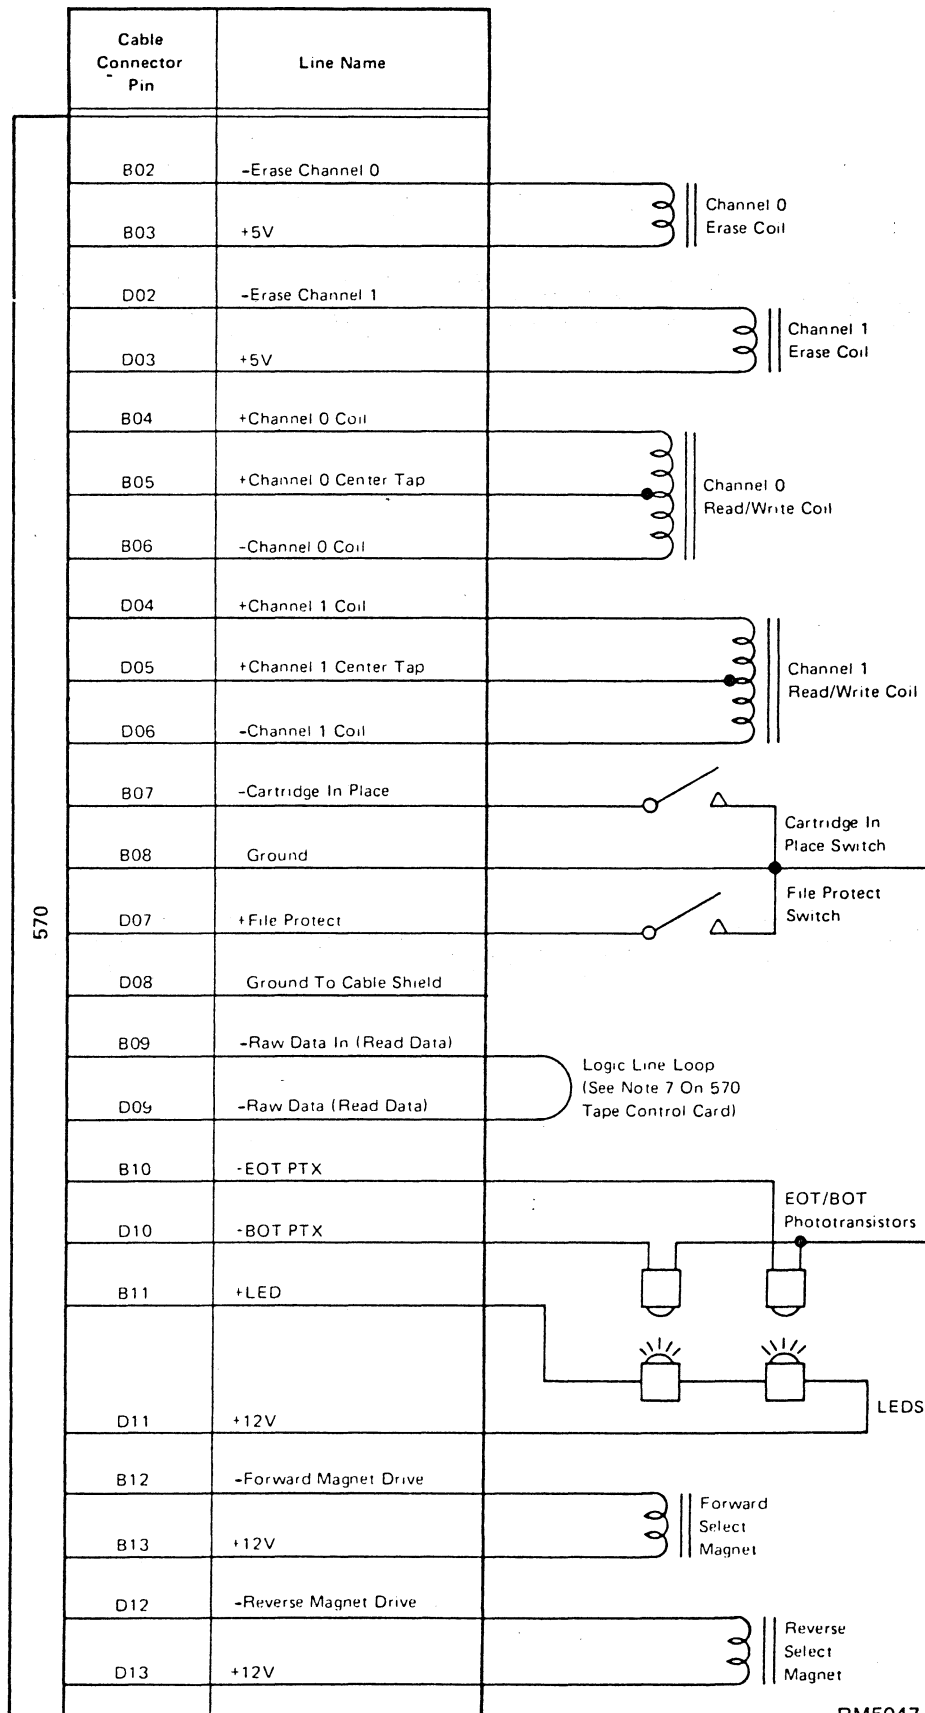 Cable
Connector
Pin
Line Name
B02 -Erase Channel 0
Channel 0
Erase Coil
B03 +5V
D02 -Erase Channel 1
Channel 1
Erase Coil
D03 +5V
B04 +Channel 0 Coil
B05 +Channel 0 Center Tap
Channel 0
Read/Write Coil
B06 -Channel 0 Coil
D04 +Channel 1 Coil
D05 +Channel 1 Center Tap
Channel 1
Read/Write Coil
D06 -Channel 1 Coil
B07 -Cartridge In Place
Cartridge In
Place Switch
B08 Ground
File Protect
Switch
D07 +File Protect
570
D08 Ground To Cable Shield
B09 -Raw Data In (Read Data)
Logic Line Loop
(See Note 7 On 570
Tape Control Card)
D09 -Raw Data (Read Data)
B10 -EOT PTX
EOT/BOT
Phototransistors
D10 -BOT PTX
B11 +LED
LEDS
D11 +12V
B12 -Forward Magnet Drive
Forward
Select
Magnet
B13 +12V
D12 -Reverse Magnet Drive
Reverse
Select
Magnet
D13 +12V